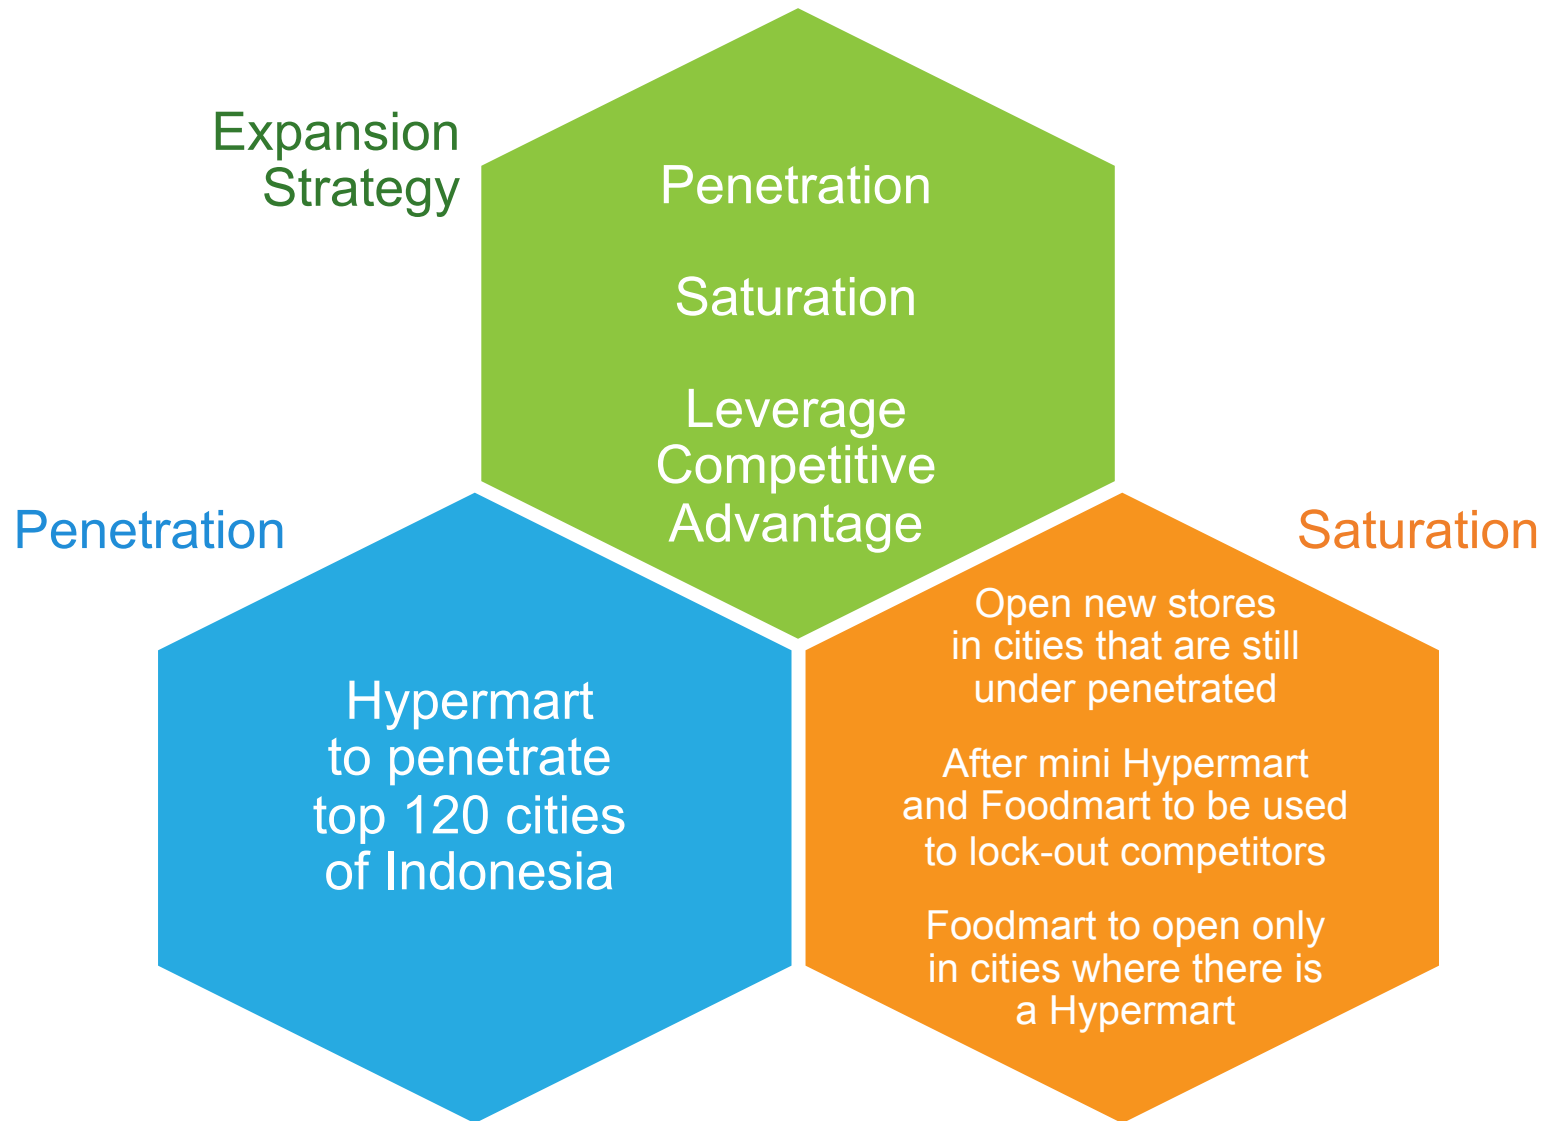 Expansion
Strategy
Penetration
Saturation
Leverage
Competitive
Advantage
Penetration
Hypermart
to penetrate
top 120 cities
of Indonesia
Saturation
Open new stores
in cities that are still
under penetrated
After mini Hypermart
and Foodmart to be used
to lock-out competitors
Foodmart to open only
in cities where there is
a Hypermart